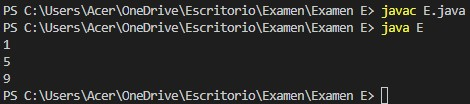 PS C:\Users\Acer\OneDrive\Escritorio\Examen\Examen E> javac E.java
PS C:\Users\Acer\OneDrive\Escritorio\Examen\Examen E> java E
1
5
9
PS C:\Users\Acer\OneDrive\Escritorio\Examen\Examen E>